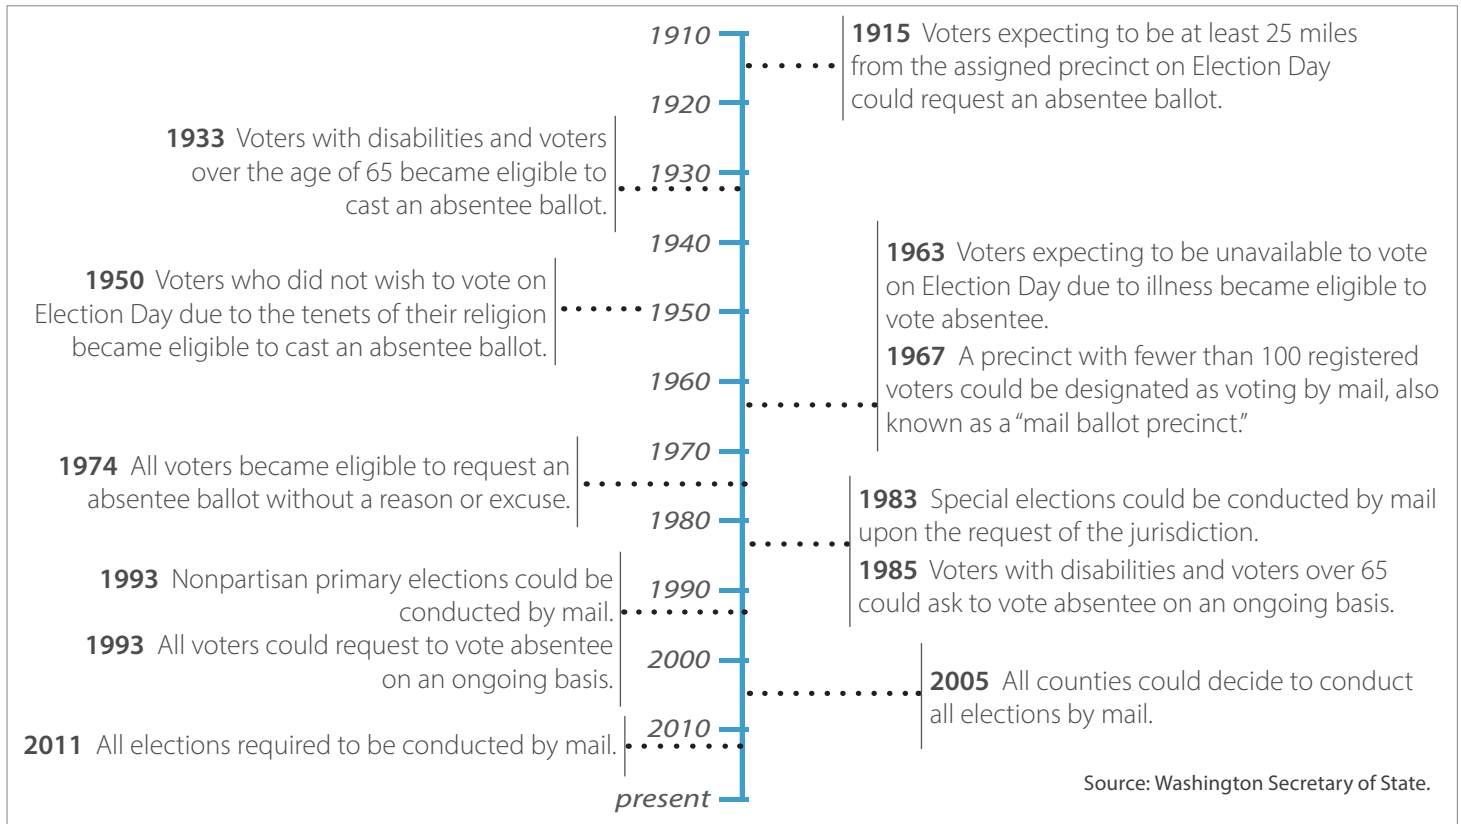 1910
1915 Voters expecting to be at least 25 miles
from the assigned precinct on Election Day
could request an absentee ballot.
1920
1933 Voters with disabilities and voters
over the age of 65 became eligible to
cast an absentee ballot.
1930
1940
1950 Voters who did not wish to vote on
Election Day due to the tenets of their religion
became eligible to cast an absentee ballot.
1950
1963 Voters expecting to be unavailable to vote
on Election Day due to illness became eligible to
vote absentee.
1967 A precinct with fewer than 100 registered
voters could be designated as voting by mail, also
known as a “mail ballot precinct.”
1960
1970
1974 All voters became eligible to request an
absentee ballot without a reason or excuse.
1980
1983 Special elections could be conducted by mail
upon the request of the jurisdiction.
1985 Voters with disabilities and voters over 65
could ask to vote absentee on an ongoing basis.
1993 Nonpartisan primary elections could be
conducted by mail.
1993 All voters could request to vote absentee
on an ongoing basis.
1990
2000
2005 All counties could decide to conduct
all elections by mail.
2010
2011 All elections required to be conducted by mail.
present
Source: Washington Secretary of State.